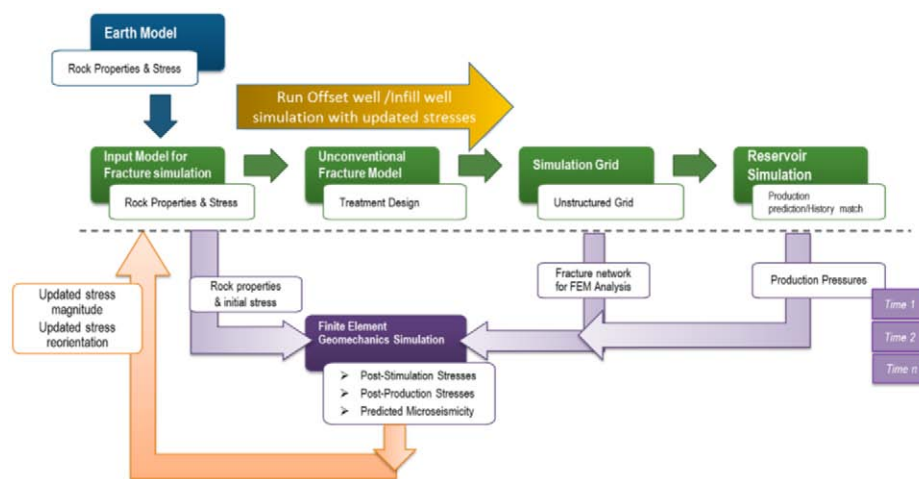 Earth Model
Rock Properties & Stress
Run Offset well /Infill well
simulation with updated stresses
Input Model for
Fracture simulation
Rock Properties & Stress
Unconventional
Fracture Model
Treatment Design
Simulation Grid
Unstructured Grid
Reservoir
Simulation
Production
prediction/History match
Updated stress
magnitude
Updated stress
reorientation
Rock properties
& initial stress
Fracture network
for FEM Analysis
Production Pressures
Time 1
Time 2
Time n
Finite Element
Geomechanics Simulation
➢ Post-Stimulation Stresses
➢ Post-Production Stresses
➢ Predicted Microseismicity